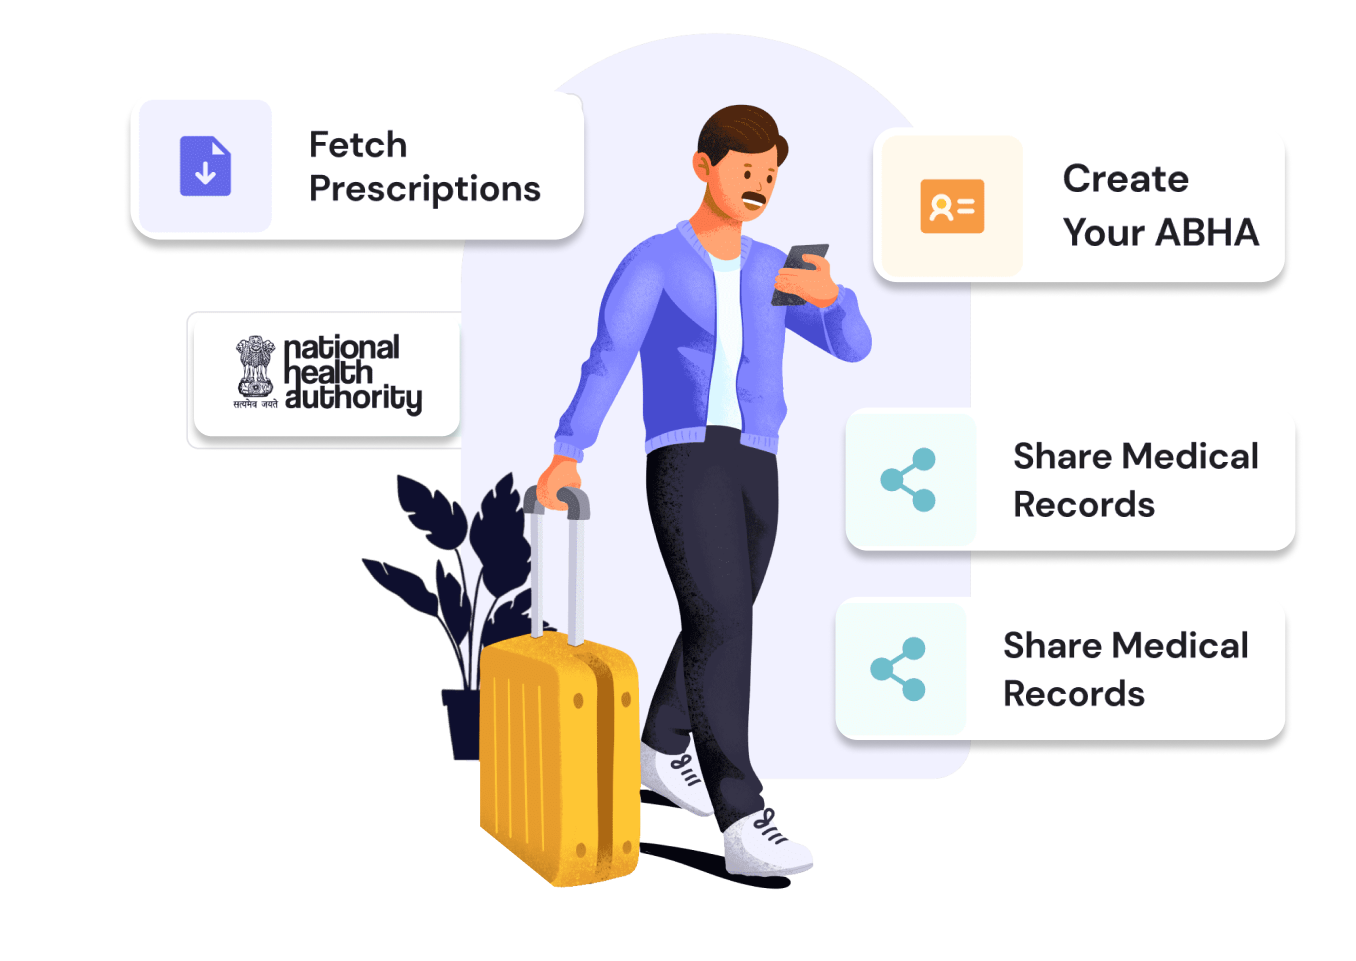 Fetch
Prescriptions
Create
Your ABHA
national
health
authority
सत्यमेव जयते
Share Medical
Records
Share Medical
Records